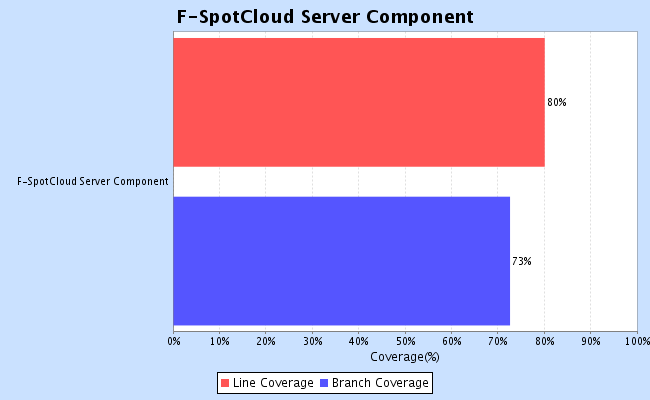 F-SpotCloud Server Component
80%
F-SpotCloud Server Component
73%
0% 10% 20% 30% 40% 50% 60% 70% 80% 90% 100%
Coverage(%)
Line Coverage Branch Coverage